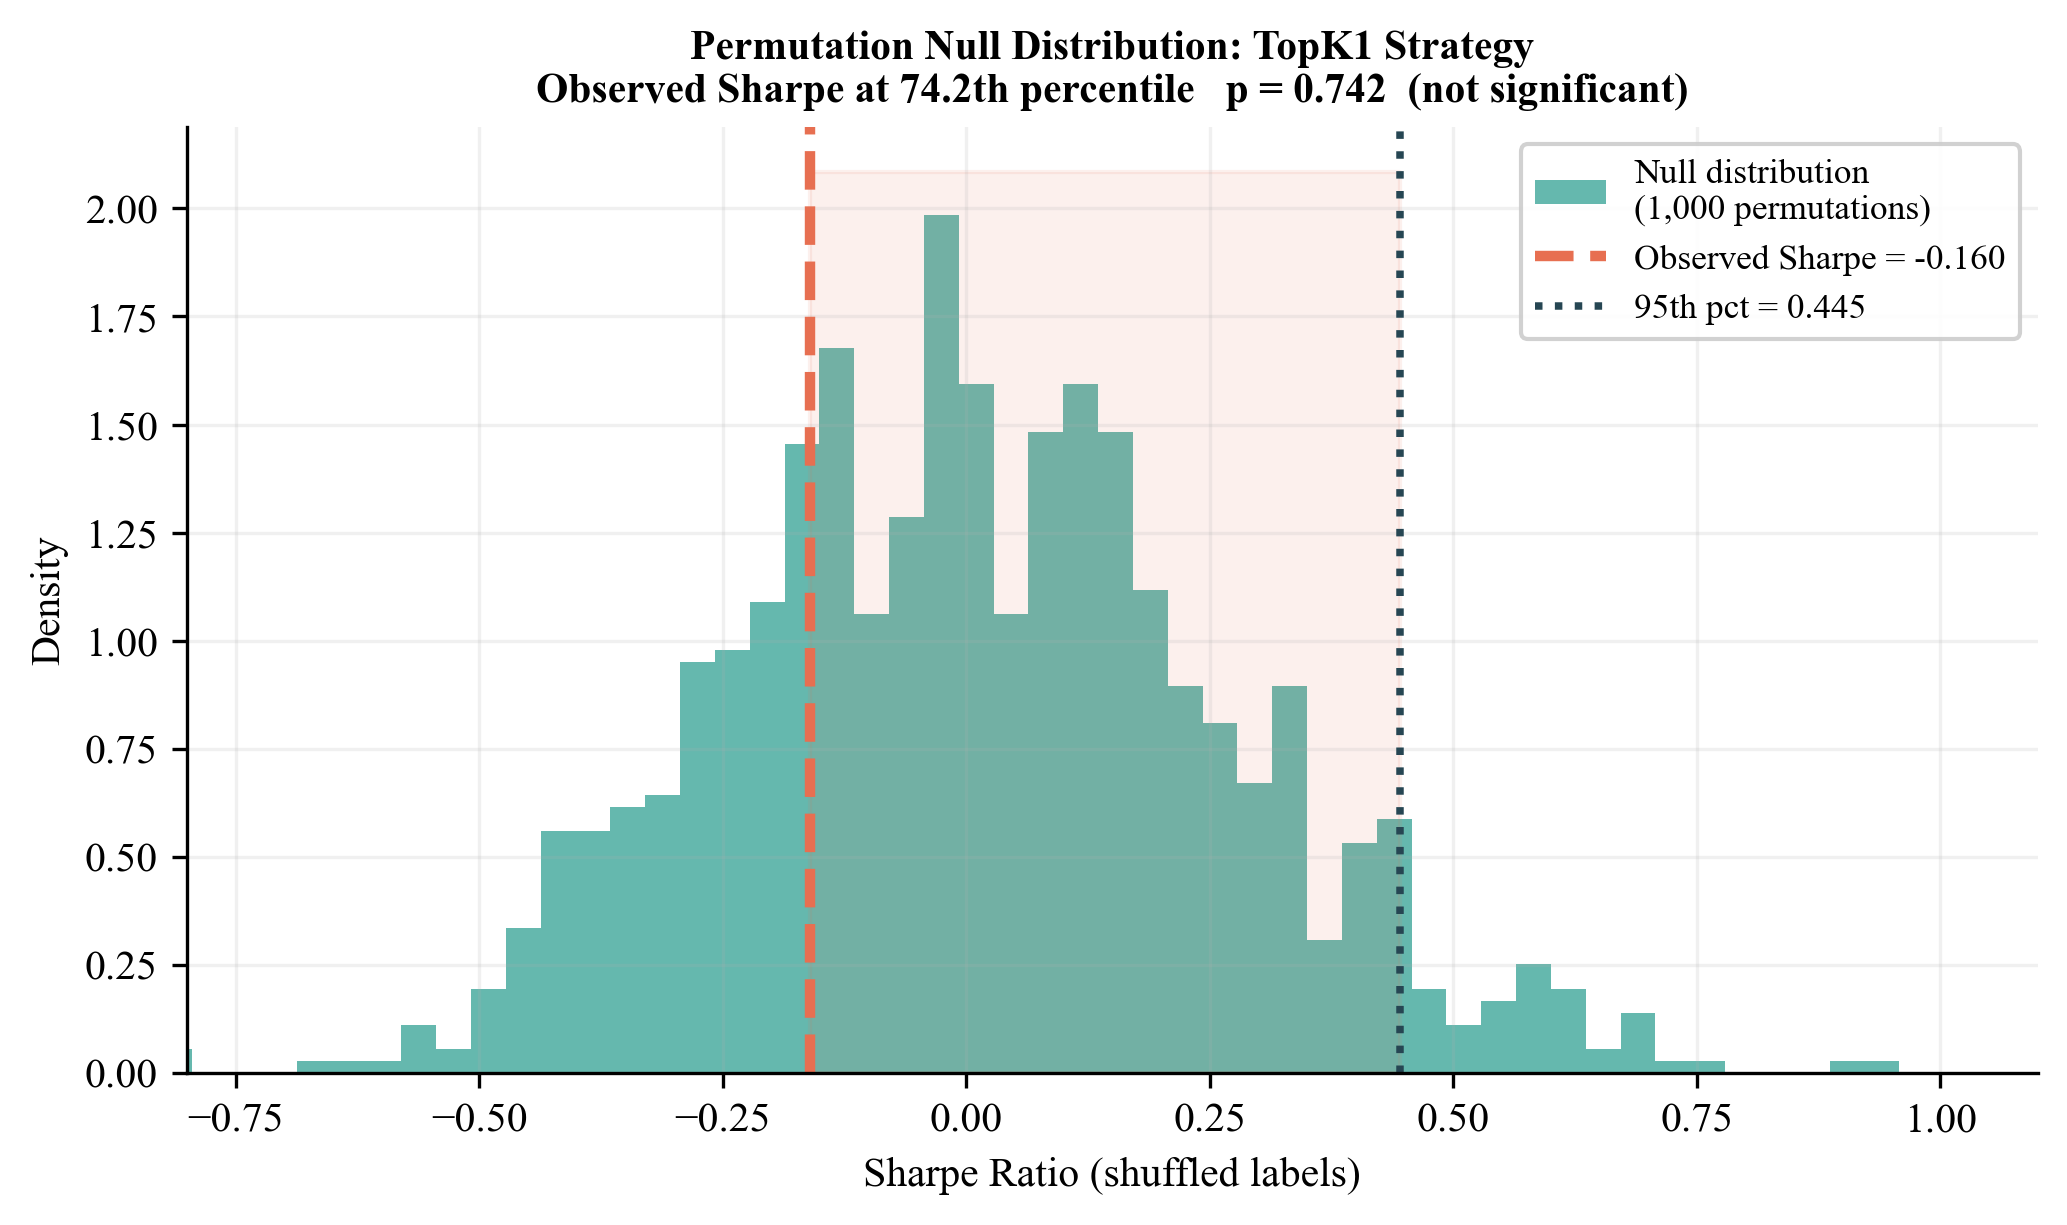 Permutation Null Distribution: TopK1 Strategy
Observed Sharpe at 74.2th percentile   p = 0.742  (not significant)
Null distribution
(1,000 permutations)
Observed Sharpe = -0.160
95th pct = 0.445
Density
2.00
1.75
1.50
1.25
1.00
0.75
0.50
0.25
0.00
−0.75
−0.50
−0.25
0.00
0.25
0.50
0.75
1.00
Sharpe Ratio (shuffled labels)